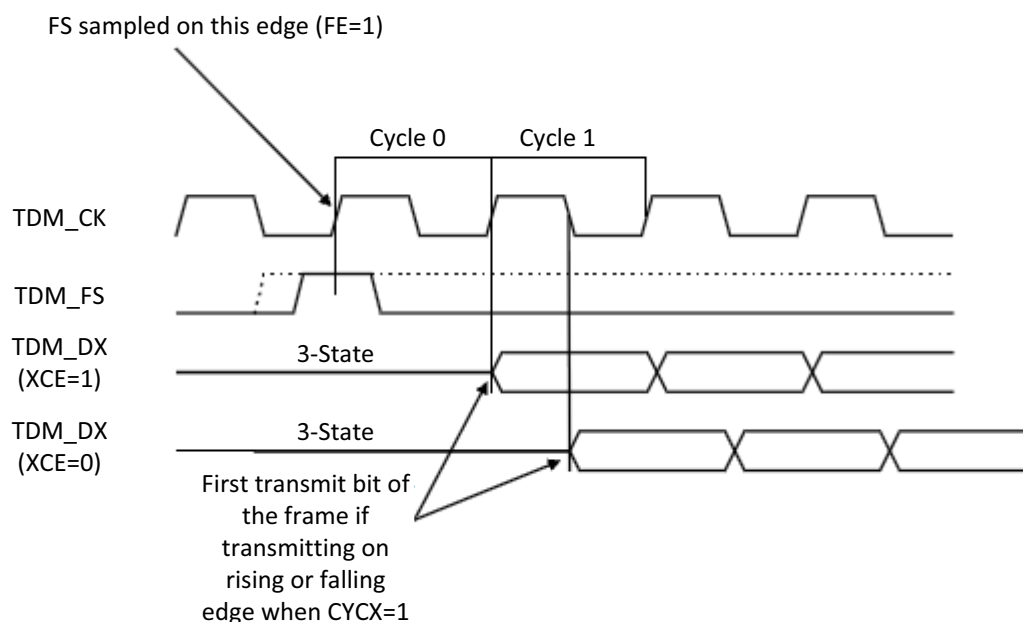 FS sampled on this edge (FE=1)
Cycle 0
Cycle 1
TDM_CK
TDM_FS
TDM_DX
(XCE=1)
3-State
TDM_DX
(XCE=0)
3-State
First transmit bit of
the frame if
transmitting on
rising or falling
edge when CYCX=1